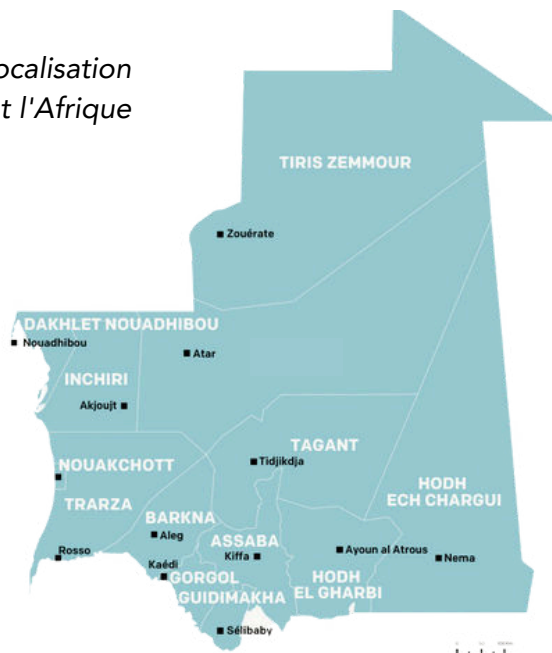 ocalisation
t l'Afrique
TIRIS ZEMMOUR
Zouérate
DAKHLET NOUADHIBOU
Nouadhibou
Atar
INCHIRI
Akjoujt
TAGANT
NOUAKCHOTT
Tidjikdja
HODH
ECH CHARGUI
TRARZA
BARKNA
Aleg
ASSABA
Ayoun al Atrous
Rosso
Kiffa
Nema
Kaédi
GORGOL
HODH
EL GHARBI
GUIDIMAKHA
Sélibaby